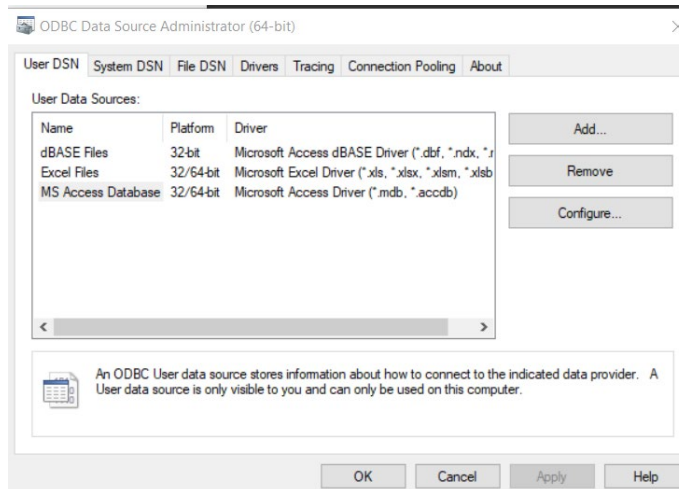 ODBC Data Source Administrator (64-bit)
User DSN System DSN File DSN Drivers Tracing Connection Pooling About
User Data Sources:
Name Platform Driver
dBASE Files 32-bit Microsoft Access dBASE Driver (*.dbf, *.ndx, *.r
Excel Files 32/64-bit Microsoft Excel Driver (*.xls, *.xlsx, *.xlsm, *.xlsb
MS Access Database 32/64-bit Microsoft Access Driver (*.mdb, *.accdb)
Add...
Remove
Configure...
An ODBC User data source stores information about how to connect to the indicated data provider. A
User data source is only visible to you and can only be used on this computer.
OK Cancel Apply Help